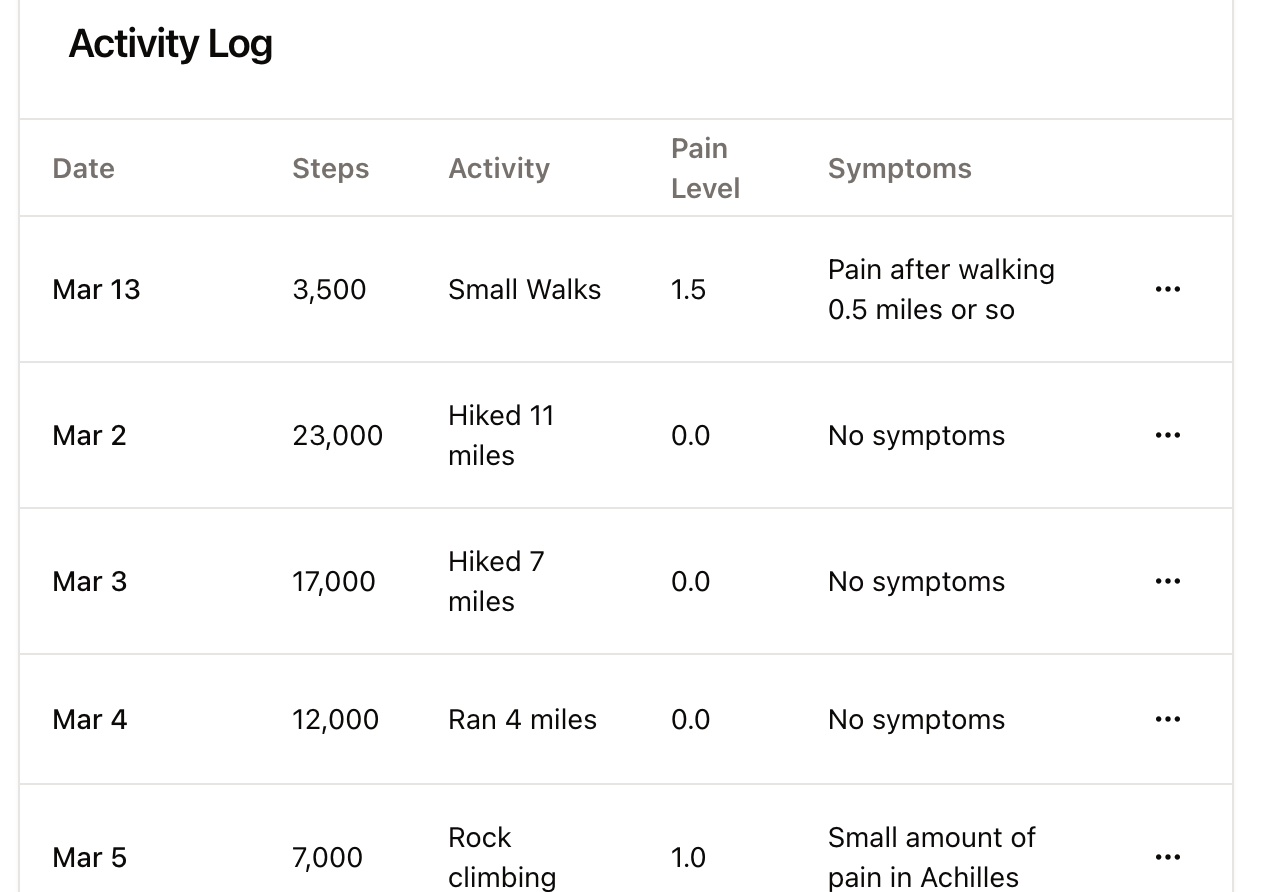 Activity Log
Date Steps Activity Pain Level Symptoms
Mar 13 3,500 Small Walks 1.5 Pain after walking
0.5 miles or so
Mar 2 23,000 Hiked 11
miles 0.0 No symptoms
Mar 3 17,000 Hiked 7
miles 0.0 No symptoms
Mar 4 12,000 Ran 4 miles 0.0 No symptoms
Mar 5 7,000 Rock
climbing 1.0 Small amount of
pain in Achilles